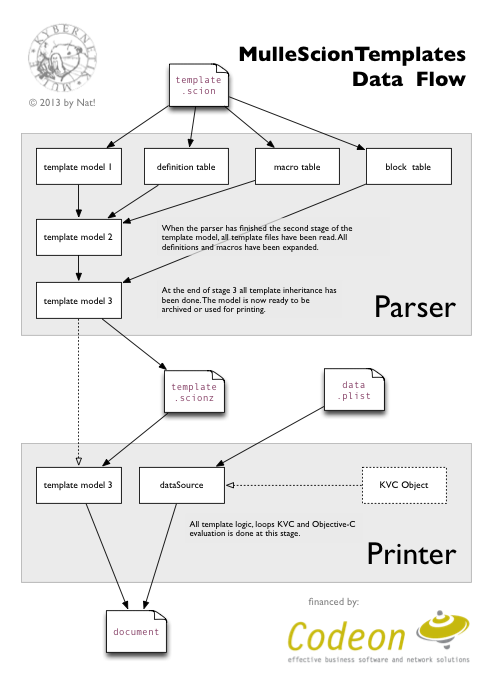 MULLE KYBERNETIK
MulleScionTemplates
Data Flow
© 2013 by Nat!
template
.scion
template model 1
definition table
macro table
block table
template model 2
When the parser has finished the second stage of the
template model, all template files have been read. All
definitions and macros have been expanded.
template model 3
At the end of stage 3 all template inheritance has
been done. The model is now ready to be
archived or used for printing.
Parser
template
.scionz
data
.plist
template model 3
dataSource
KVC Object
All template logic, loops KVC and Objective-C
evaluation is done at this stage.
Printer
document
financed by:
Codeon
effective business software and network solutions